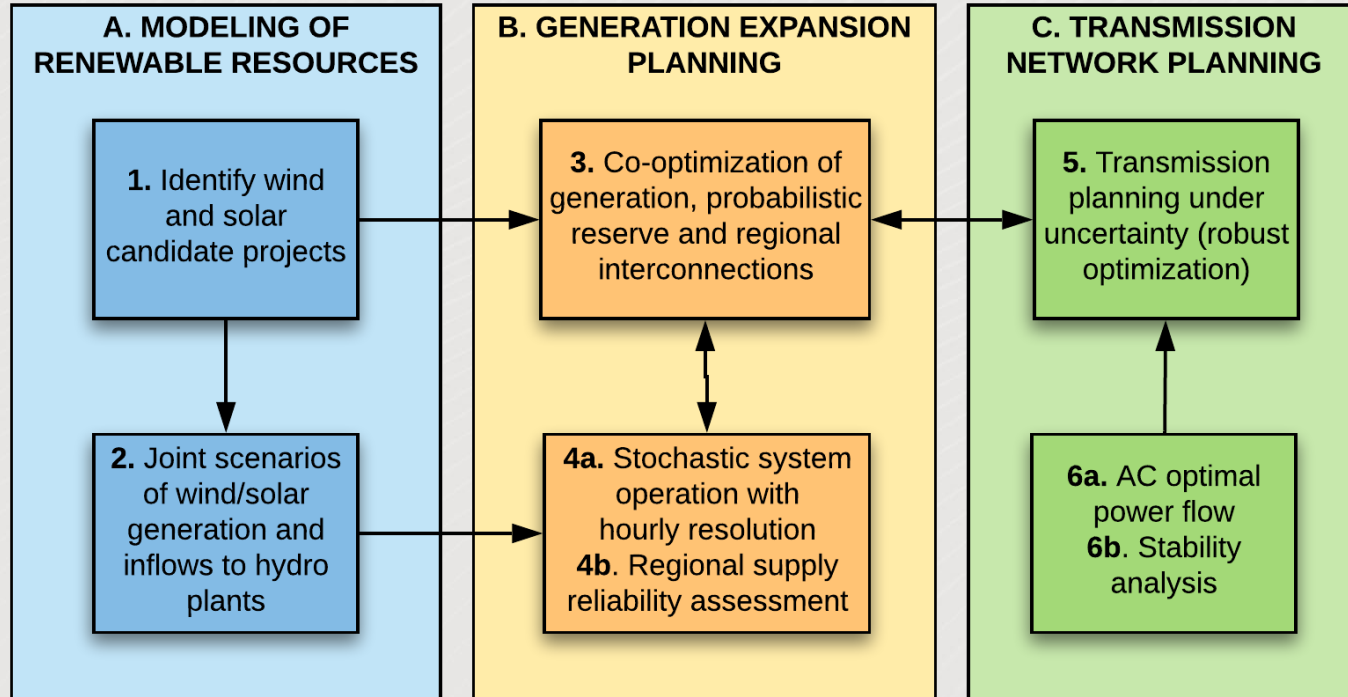 A. MODELING OF
RENEWABLE RESOURCES
1. Identify wind
and solar
candidate projects
2. Joint scenarios
of wind/solar
generation and
inflows to hydro
plants
B. GENERATION EXPANSION
PLANNING
3. Co-optimization of
generation, probabilistic
reserve and regional
interconnections
4a. Stochastic system
operation with
hourly resolution
4b. Regional supply
reliability assessment
C. TRANSMISSION
NETWORK PLANNING
5. Transmission
planning under
uncertainty (robust
optimization)
6a. AC optimal
power flow
6b. Stability
analysis